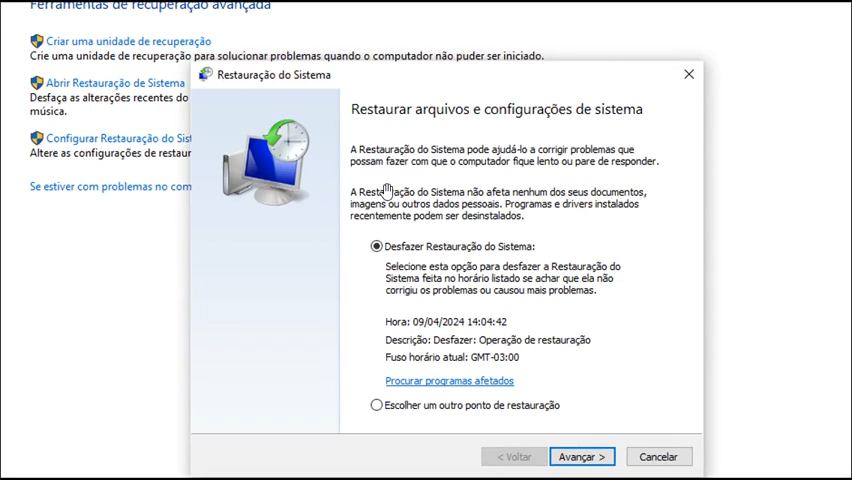 Ferramentas de recuperação avançada
Criar uma unidade de recuperação
Crie uma unidade de recuperação para solucionar problemas quando o computador não puder ser iniciado.
Abrir Restauração de Sistema
Desfaça as alterações recentes do
música.
Configurar Restauração do Sist
Altere as configurações de restaur
Se estiver com problemas no com
Restauração do Sistema
Restaurar arquivos e configurações de sistema
A Restauração do Sistema pode ajudá-lo a corrigir problemas que
possam fazer com que o computador fique lento ou pare de responder.
A Restauração do Sistema não afeta nenhum dos seus documentos,
imagens ou outros dados pessoais. Programas e drivers instalados
recentemente podem ser desinstalados.
Desfazer Restauração do Sistema:
Selecione esta opção para desfazer a Restauração do
Sistema feita no horário listado se achar que ela não
corrigiu os problemas ou causou mais problemas.
Hora: 09/04/2024 14:04:42
Descrição: Desfazer: Operação de restauração
Fuso horário atual: GMT-03:00
Procurar programas afetados
Escolher um outro ponto de restauração
< Voltar
Avançar >
Cancelar